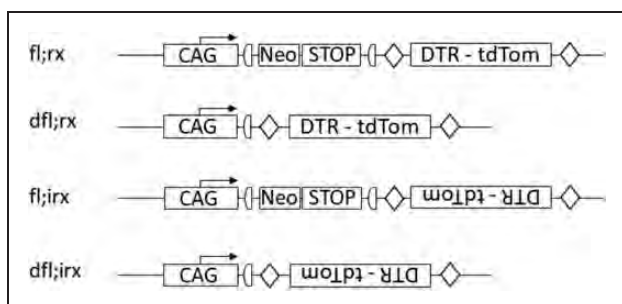 fl;rx CAG Neo STOP DTR - tdTom
dfl;rx CAG DTR - tdTom
fl;irx CAG Neo STOP DTR - tdTom
dfl;irx CAG DTR - tdTom